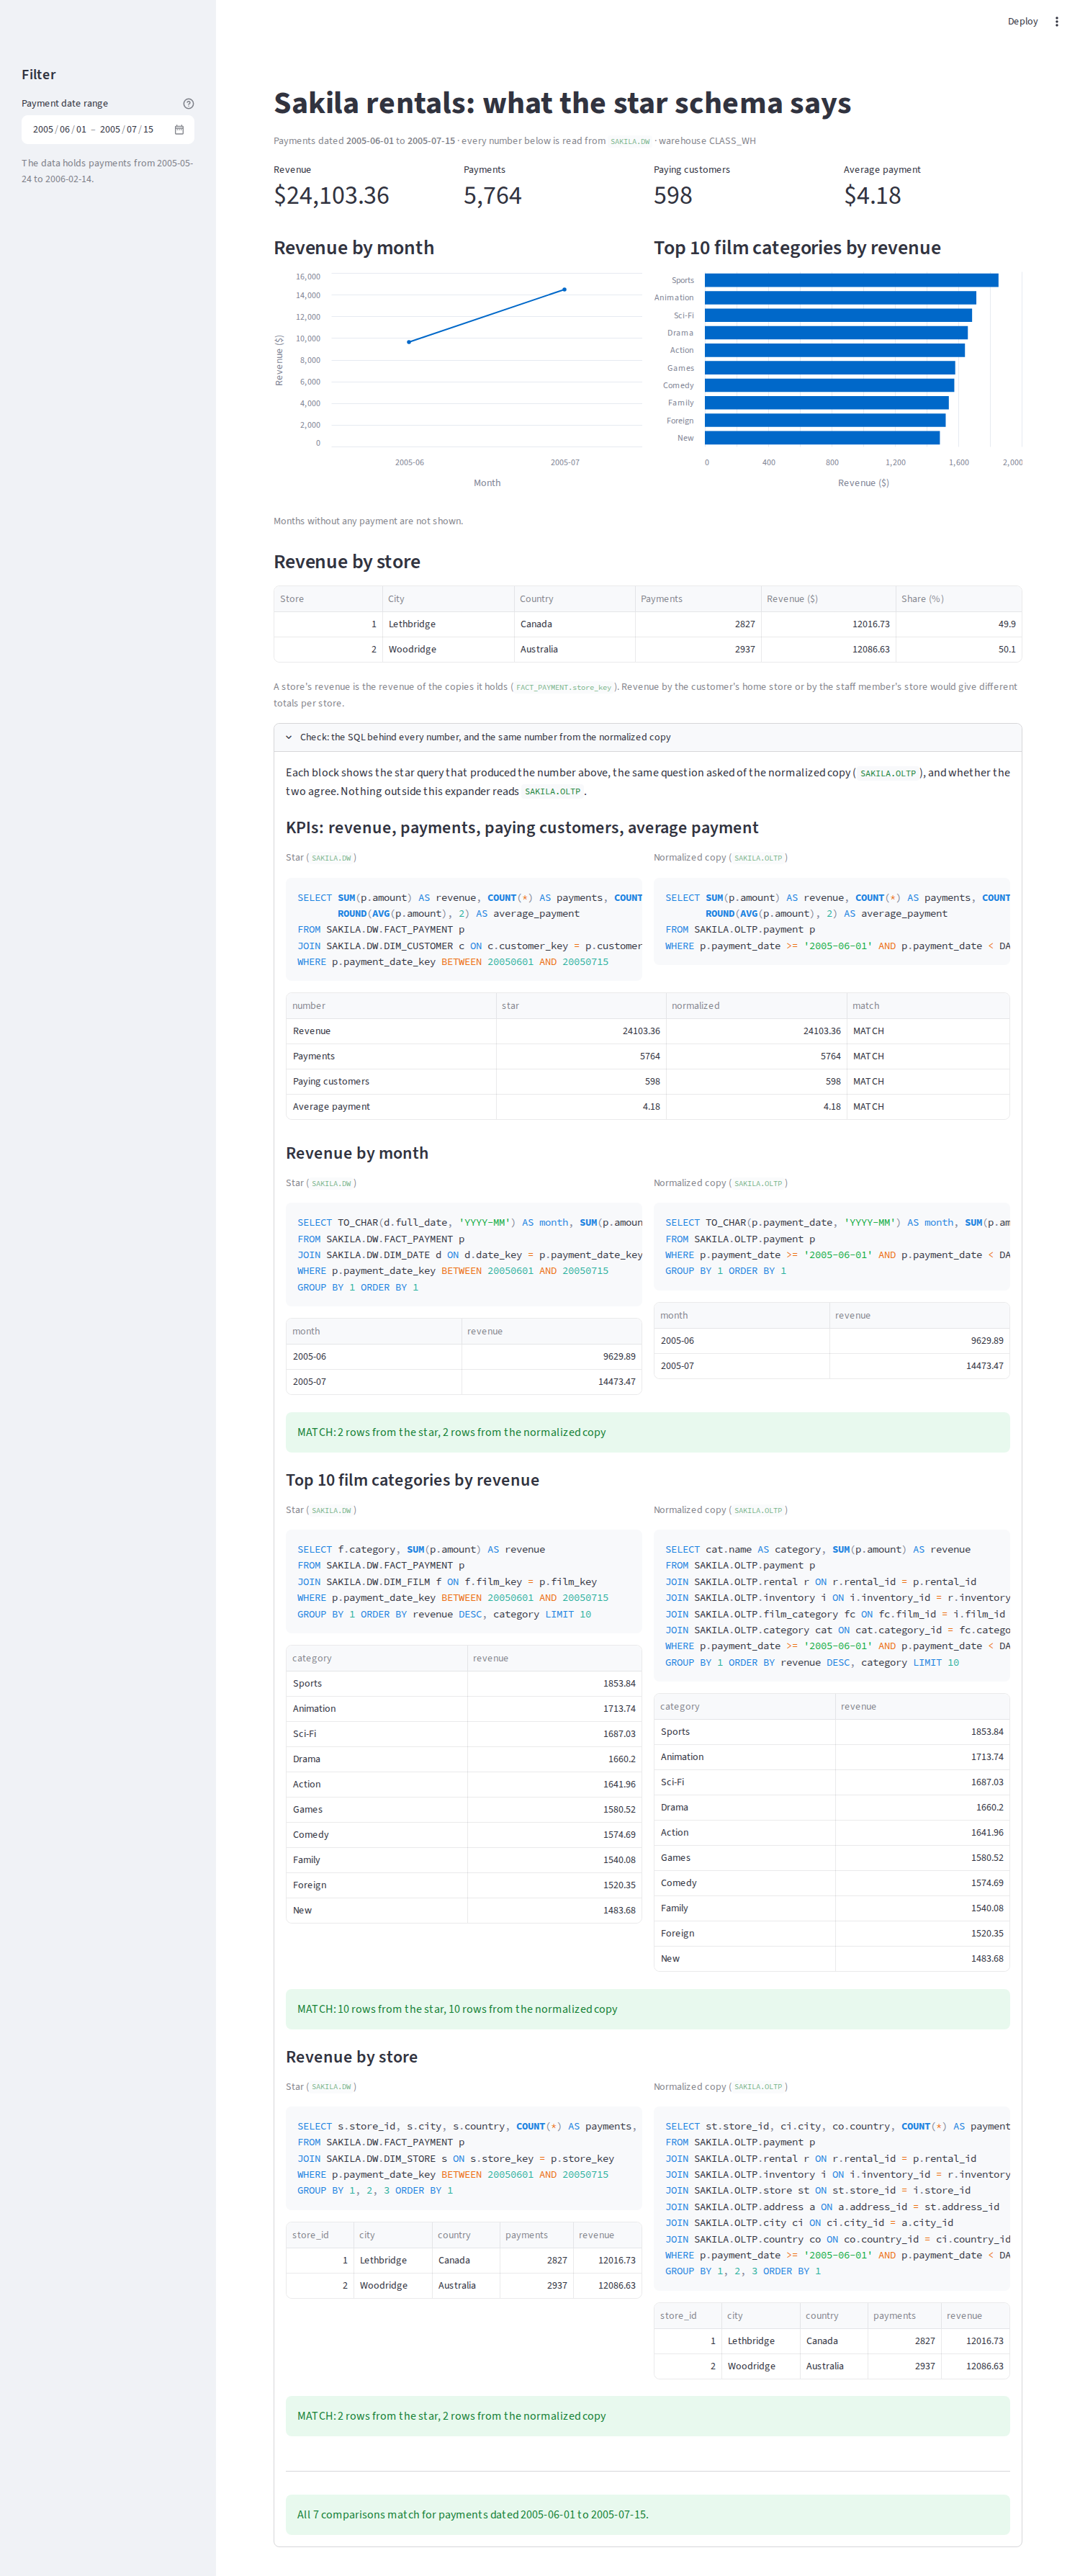 Deploy
Filter
Payment date range
2005 / 06 / 01 – 2005 / 07 / 15
The data holds payments from 2005-05-
24 to 2006-02-14.
Sakila rentals: what the star schema says
Payments dated 2005-06-01 to 2005-07-15 · every number below is read from SAKILA.DW · warehouse CLASS_WH
Revenue
$24,103.36
Payments
5,764
Paying customers
598
Average payment
$4.18
Revenue by month
Revenue ($)
16,000
14,000
12,000
10,000
8,000
6,000
4,000
2,000
0
2005-06 2005-07
Month
Top 10 film categories by revenue
Sports
Animation
Sci-Fi
Drama
Action
Games
Comedy
Family
Foreign
New
0 400 800 1,200 1,600 2,000
Revenue ($)
Months without any payment are not shown.
Revenue by store
Store City Country Payments Revenue ($) Share (%)
1 Lethbridge Canada 2827 12016.73 49.9
2 Woodridge Australia 2937 12086.63 50.1
A store's revenue is the revenue of the copies it holds ( FACT_PAYMENT.store_key ). Revenue by the customer's home store or by the staff member's store would give different
totals per store.
Check: the SQL behind every number, and the same number from the normalized copy
Each block shows the star query that produced the number above, the same question asked of the normalized copy ( SAKILA.OLTP ), and whether the
two agree. Nothing outside this expander reads SAKILA.OLTP .
KPIs: revenue, payments, paying customers, average payment
Star ( SAKILA.DW )
SELECT SUM(p.amount) AS revenue, COUNT(*) AS payments, COUNT
ROUND(AVG(p.amount), 2) AS average_payment
FROM SAKILA.DW.FACT_PAYMENT p
JOIN SAKILA.DW.DIM_CUSTOMER c ON c.customer_key = p.customer
WHERE p.payment_date_key BETWEEN 20050601 AND 20050715
Normalized copy ( SAKILA.OLTP )
SELECT SUM(p.amount) AS revenue, COUNT(*) AS payments, COUNT
ROUND(AVG(p.amount), 2) AS average_payment
FROM SAKILA.OLTP.payment p
WHERE p.payment_date >= '2005-06-01' AND p.payment_date < DA
number star normalized match
Revenue 24103.36 24103.36 MATCH
Payments 5764 5764 MATCH
Paying customers 598 598 MATCH
Average payment 4.18 4.18 MATCH
Revenue by month
Star ( SAKILA.DW )
SELECT TO_CHAR(d.full_date, 'YYYY-MM') AS month, SUM(p.amoun
FROM SAKILA.DW.FACT_PAYMENT p
JOIN SAKILA.DW.DIM_DATE d ON d.date_key = p.payment_date_key
WHERE p.payment_date_key BETWEEN 20050601 AND 20050715
GROUP BY 1 ORDER BY 1
month revenue
2005-06 9629.89
2005-07 14473.47
Normalized copy ( SAKILA.OLTP )
SELECT TO_CHAR(p.payment_date, 'YYYY-MM') AS month, SUM(p.am
FROM SAKILA.OLTP.payment p
WHERE p.payment_date >= '2005-06-01' AND p.payment_date < DA
GROUP BY 1 ORDER BY 1
month revenue
2005-06 9629.89
2005-07 14473.47
MATCH: 2 rows from the star, 2 rows from the normalized copy
Top 10 film categories by revenue
Star ( SAKILA.DW )
SELECT f.category, SUM(p.amount) AS revenue
FROM SAKILA.DW.FACT_PAYMENT p
JOIN SAKILA.DW.DIM_FILM f ON f.film_key = p.film_key
WHERE p.payment_date_key BETWEEN 20050601 AND 20050715
GROUP BY 1 ORDER BY revenue DESC, category LIMIT 10
category revenue
Sports 1853.84
Animation 1713.74
Sci-Fi 1687.03
Drama 1660.2
Action 1641.96
Games 1580.52
Comedy 1574.69
Family 1540.08
Foreign 1520.35
New 1483.68
Normalized copy ( SAKILA.OLTP )
SELECT cat.name AS category, SUM(p.amount) AS revenue
FROM SAKILA.OLTP.payment p
JOIN SAKILA.OLTP.rental r ON r.rental_id = p.rental_id
JOIN SAKILA.OLTP.inventory i ON i.inventory_id = r.inventory
JOIN SAKILA.OLTP.film_category fc ON fc.film_id = i.film_id
JOIN SAKILA.OLTP.category cat ON cat.category_id = fc.catego
WHERE p.payment_date >= '2005-06-01' AND p.payment_date < DA
GROUP BY 1 ORDER BY revenue DESC, category LIMIT 10
category revenue
Sports 1853.84
Animation 1713.74
Sci-Fi 1687.03
Drama 1660.2
Action 1641.96
Games 1580.52
Comedy 1574.69
Family 1540.08
Foreign 1520.35
New 1483.68
MATCH: 10 rows from the star, 10 rows from the normalized copy
Revenue by store
Star ( SAKILA.DW )
SELECT s.store_id, s.city, s.country, COUNT(*) AS payments,
FROM SAKILA.DW.FACT_PAYMENT p
JOIN SAKILA.DW.DIM_STORE s ON s.store_key = p.store_key
WHERE p.payment_date_key BETWEEN 20050601 AND 20050715
GROUP BY 1, 2, 3 ORDER BY 1
store_id city country payments revenue
1 Lethbridge Canada 2827 12016.73
2 Woodridge Australia 2937 12086.63
Normalized copy ( SAKILA.OLTP )
SELECT st.store_id, ci.city, co.country, COUNT(*) AS payment
FROM SAKILA.OLTP.payment p
JOIN SAKILA.OLTP.rental r ON r.rental_id = p.rental_id
JOIN SAKILA.OLTP.inventory i ON i.inventory_id = r.inventory
JOIN SAKILA.OLTP.store st ON st.store_id = i.store_id
JOIN SAKILA.OLTP.address a ON a.address_id = st.address_id
JOIN SAKILA.OLTP.city ci ON ci.city_id = a.city_id
JOIN SAKILA.OLTP.country co ON co.country_id = ci.country_id
WHERE p.payment_date >= '2005-06-01' AND p.payment_date < DA
GROUP BY 1, 2, 3 ORDER BY 1
store_id city country payments revenue
1 Lethbridge Canada 2827 12016.73
2 Woodridge Australia 2937 12086.63
MATCH: 2 rows from the star, 2 rows from the normalized copy
All 7 comparisons match for payments dated 2005-06-01 to 2005-07-15.